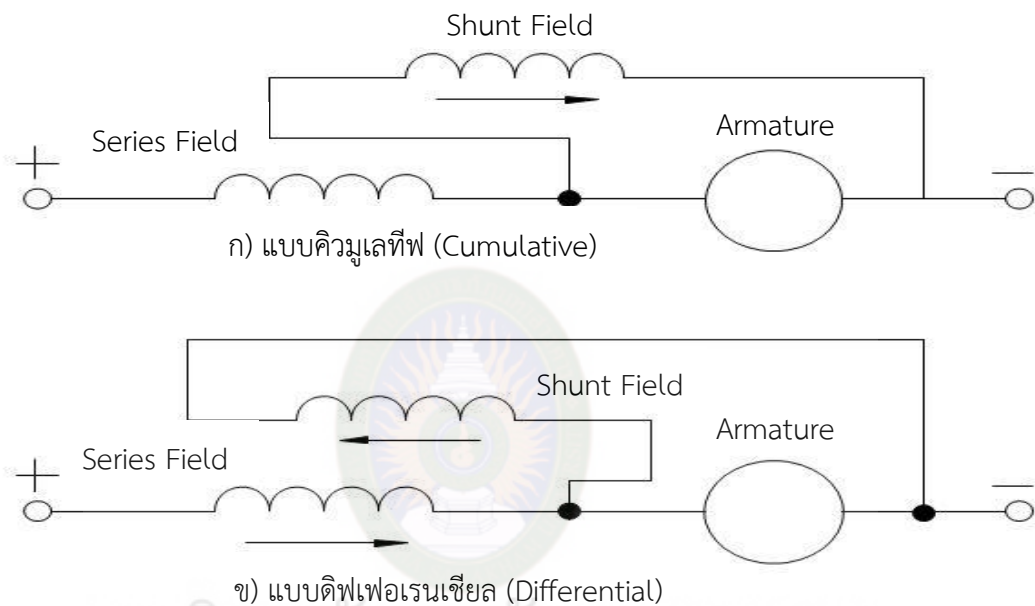 Shunt Field
Series Field
Armature
+
−
ก) แบบคิวมูเลทีฟ (Cumulative)
Shunt Field
Series Field
Armature
+
−
ข) แบบดิฟเฟอเรนเชียล (Differential)